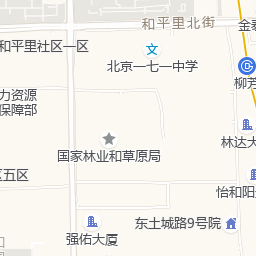 和平里北街
金泰
和平里社区一区
北京一七一中学
柳芳
力资源
保障部
林达大
国家林业和草原局
区五区
怡和阳光
东土城路9号院
强佑大厦